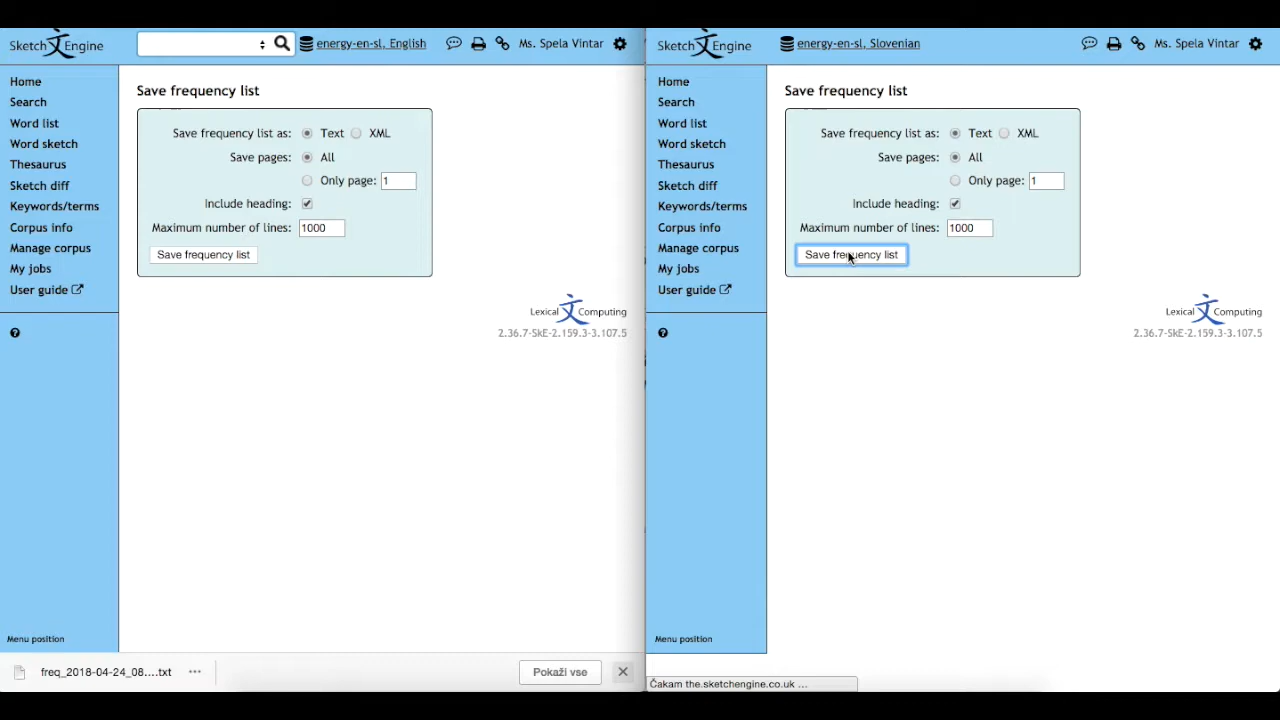 Sketch Engine
energy-en-sl, English
Ms. Spela Vintar
Home
Search
Word list
Word sketch
Thesaurus
Sketch diff
Keywords/terms
Corpus info
Manage corpus
My jobs
User guide
Menu position
Save frequency list
Save frequency list as: Text XML
Save pages: All
Only page: 1
Include heading:
Maximum number of lines: 1000
Save frequency list
Lexical Computing
2.36.7-SkE-2.159.3-3.107.5
freq_2018-04-24_08....txt
Pokaži vse
Sketch Engine
energy-en-sl, Slovenian
Ms. Spela Vintar
Home
Search
Word list
Word sketch
Thesaurus
Sketch diff
Keywords/terms
Corpus info
Manage corpus
My jobs
User guide
Menu position
Save frequency list
Save frequency list as: Text XML
Save pages: All
Only page: 1
Include heading:
Maximum number of lines: 1000
Save frequency list
Lexical Computing
2.36.7-SkE-2.159.3-3.107.5
Čakam the.sketchengine.co.uk ...